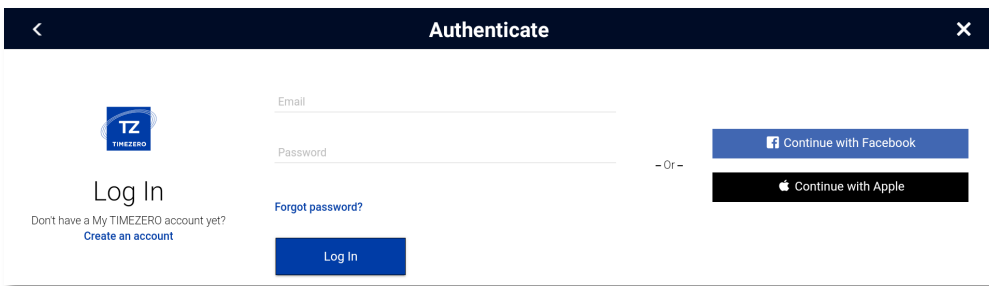 Authenticate
TZ
TIMEZERO
Log In
Don't have a My TIMEZERO account yet?
Create an account
Email
Password
Forgot password?
Log In
– Or –
Continue with Facebook
Continue with Apple